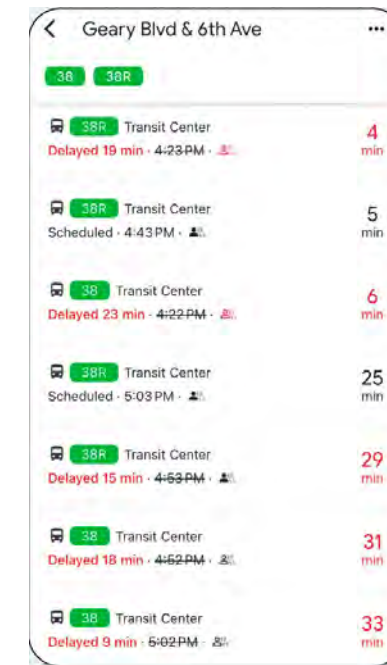 Geary Blvd & 6th Ave
38 38R
38R Transit Center
Delayed 19 min · 4:23 PM ·
4
min
38R Transit Center
Scheduled · 4:43 PM ·
5
min
38 Transit Center
Delayed 23 min · 4:22 PM ·
6
min
38R Transit Center
Scheduled · 5:03 PM ·
25
min
38R Transit Center
Delayed 15 min · 4:53 PM ·
29
min
38 Transit Center
Delayed 18 min · 4:52 PM ·
31
min
38 Transit Center
Delayed 9 min · 5:02 PM ·
33
min